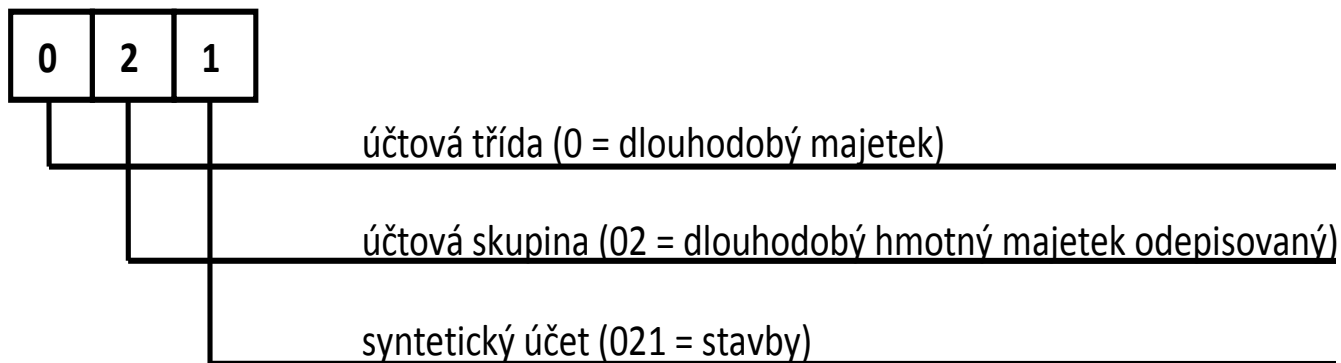 0 2 1
účtová třída (0 = dlouhodobý majetek)
účtová skupina (02 = dlouhodobý hmotný majetek odepisovaný)
syntetický účet (021 = stavby)